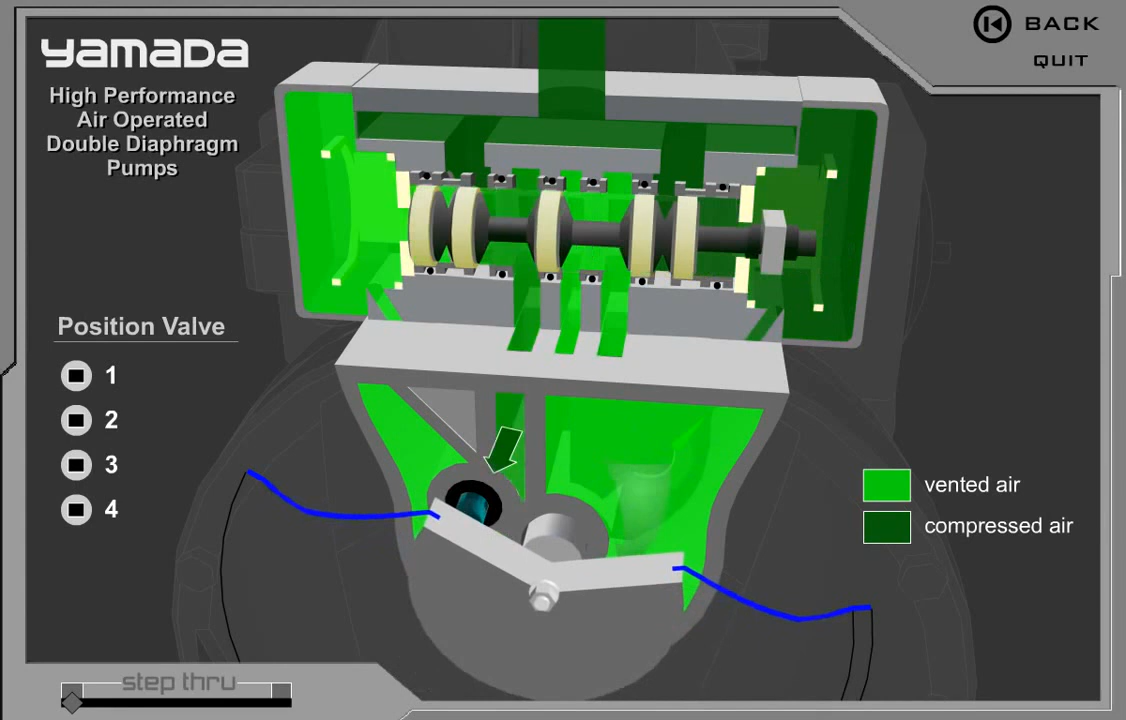 YAMADA
High Performance
Air Operated
Double Diaphragm
Pumps
BACK
QUIT
Position Valve
1
2
3
4
vented air
compressed air
step thru